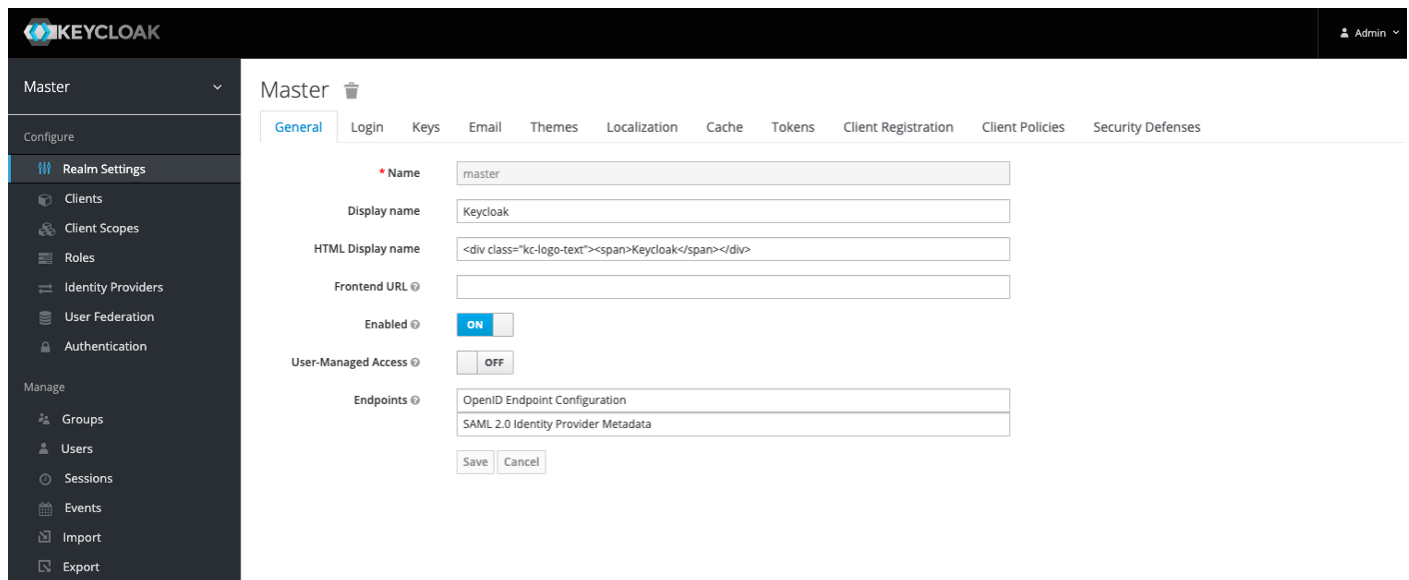 KEYCLOAK
Admin
Master
Configure
Realm Settings
Clients
Client Scopes
Roles
Identity Providers
User Federation
Authentication
Manage
Groups
Users
Sessions
Events
Import
Export
Master
General Login Keys Email Themes Localization Cache Tokens Client Registration Client Policies Security Defenses
* Name master
Display name Keycloak
HTML Display name <div class="kc-logo-text"><span>Keycloak</span></div>
Frontend URL
Enabled ON
User-Managed Access OFF
Endpoints OpenID Endpoint Configuration
SAML 2.0 Identity Provider Metadata
Save Cancel